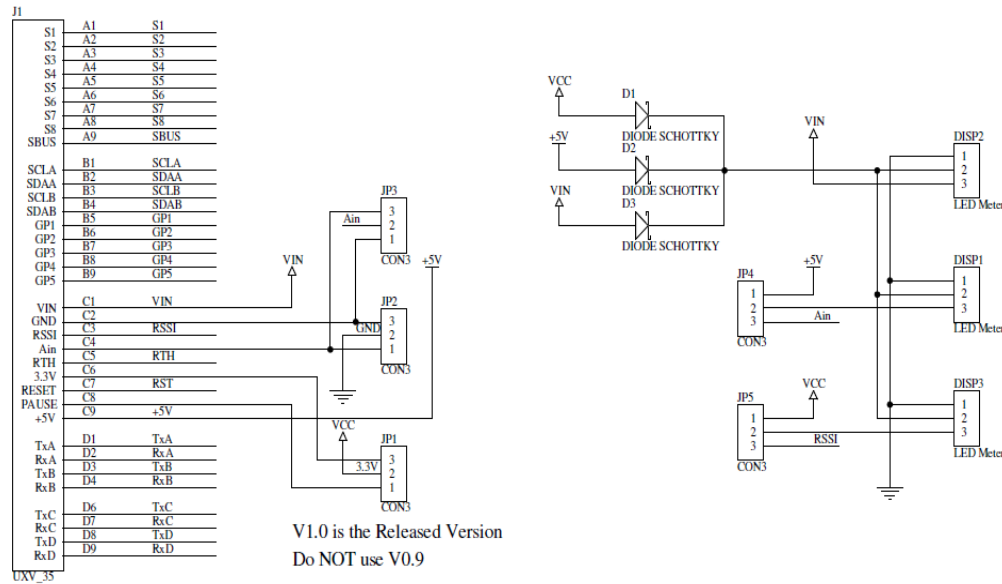 J1
S1 A1 S1
S2 A2 S2
S3 A3 S3
S4 A4 S4
S5 A5 S5
S6 A6 S6
S7 A7 S7
S8 A8 S8
SBUS A9 SBUS
SCLA B1 SCLA
SDAA B2 SDAA
SCLB B3 SCLB
SDAB B4 SDAB
GP1 B5 GP1
GP2 B6 GP2
GP3 B7 GP3
GP4 B8 GP4
GP5 B9 GP5
VIN C1 VIN
GND C2
RSSI C3 RSSI
Ain C4
RTH C5 RTH
3.3V C6
RESET C7 RST
PAUSE C8
+5V C9 +5V
TxA D1 TxA
RxA D2 RxA
TxB D3 TxB
RxB D4 RxB
TxC D6 TxC
RxC D7 RxC
TxD D8 TxD
RxD D9 RxD
UXV_35
VIN
JP3
3
Ain 2
1
CON3
+5V
JP2
3
GND 2
1
CON3
VCC
JP1
3
3.3V 2
1
CON3
V1.0 is the Released Version
Do NOT use V0.9
VCC
D1
DIODE SCHOTTKY
+5V
D2
DIODE SCHOTTKY
VIN
D3
DIODE SCHOTTKY
VIN
DISP2
1
2
3
LED Meter
JP4
+5V
1
2
3 Ain
CON3
DISP1
1
2
3
LED Meter
JP5
VCC
1
2
3 RSSI
CON3
DISP3
1
2
3
LED Meter